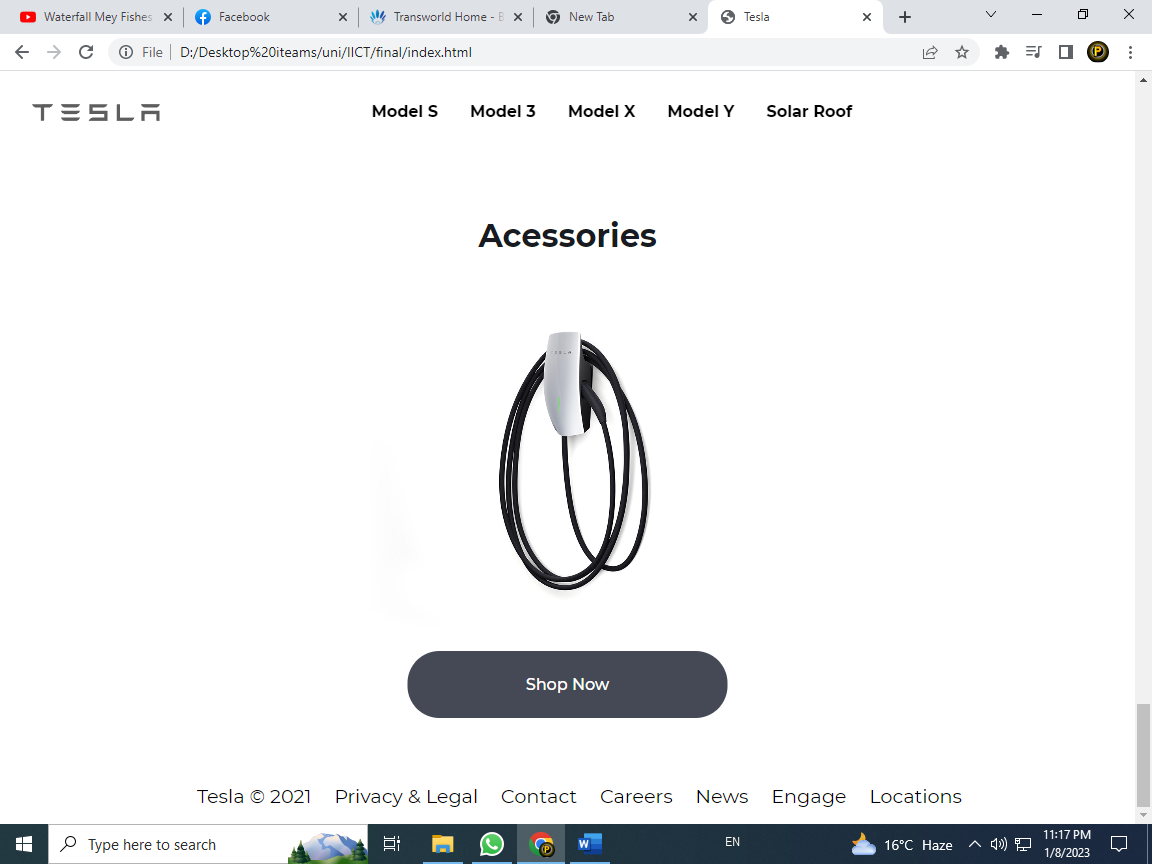 Waterfall Mey Fishes
Facebook
Transworld Home - B
New Tab
Tesla
File
D:/Desktop%20iteams/uni/IICT/final/index.html
P
TESLA
Model S
Model 3
Model X
Model Y
Solar Roof
Acessories
TESLA
Shop Now
Tesla © 2021
Privacy & Legal
Contact
Careers
News
Engage
Locations
Type here to search
P
W
EN
16°C Haze
11:17 PM
1/8/2023